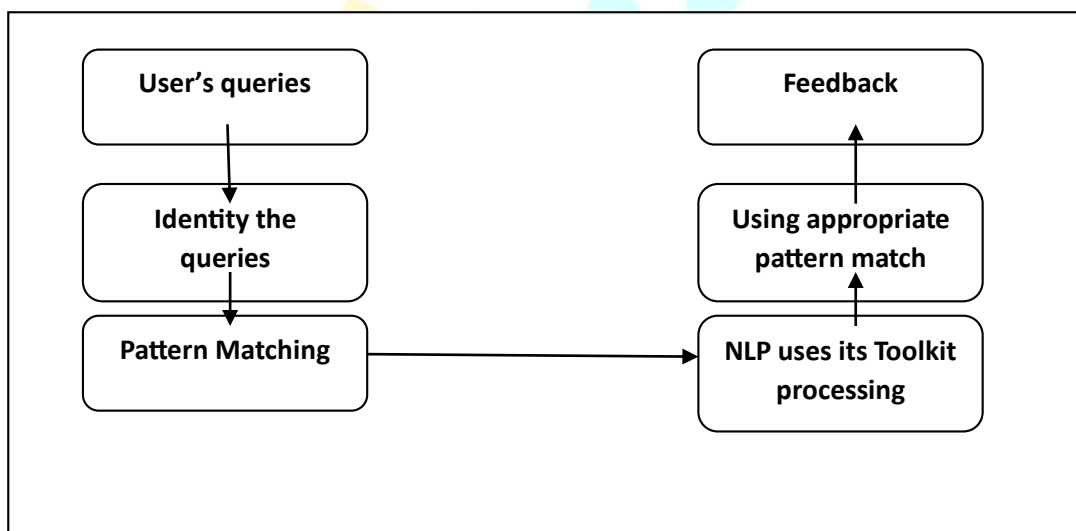 User’s queries
Feedback
Identity the
queries
Using appropriate
pattern match
Pattern Matching
NLP uses its Toolkit
processing